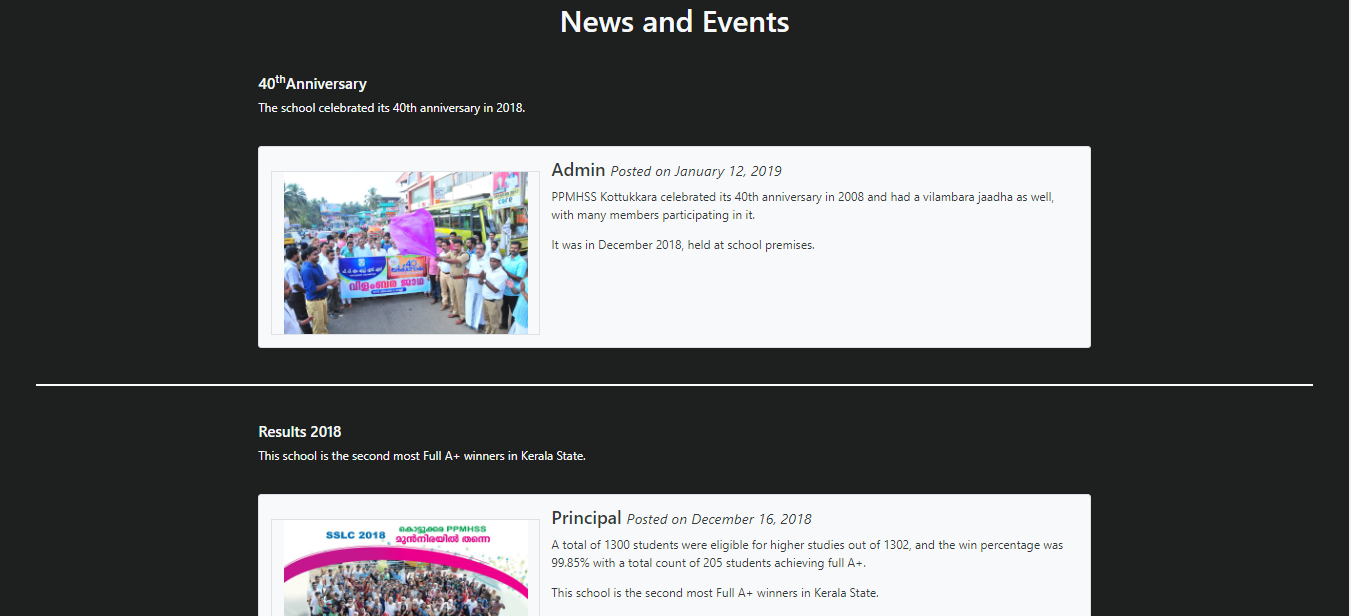 News and Events
40thAnniversary
The school celebrated its 40th anniversary in 2018.
Admin Posted on January 12, 2019
PPMHSS Kottukkara celebrated its 40th anniversary in 2008 and had a vilambara jaadha as well,
with many members participating in it.
It was in December 2018, held at school premises.
core
40
വിളംബര ജാഥ
Results 2018
This school is the second most Full A+ winners in Kerala State.
Principal Posted on December 16, 2018
A total of 1300 students were eligible for higher studies out of 1302, and the win percentage was
99.85% with a total count of 205 students achieving full A+.
This school is the second most Full A+ winners in Kerala State.
SSLC 2018
കൊട്ടുക്കര PPMHSS
മുൻനിരയിൽ തന്നെ